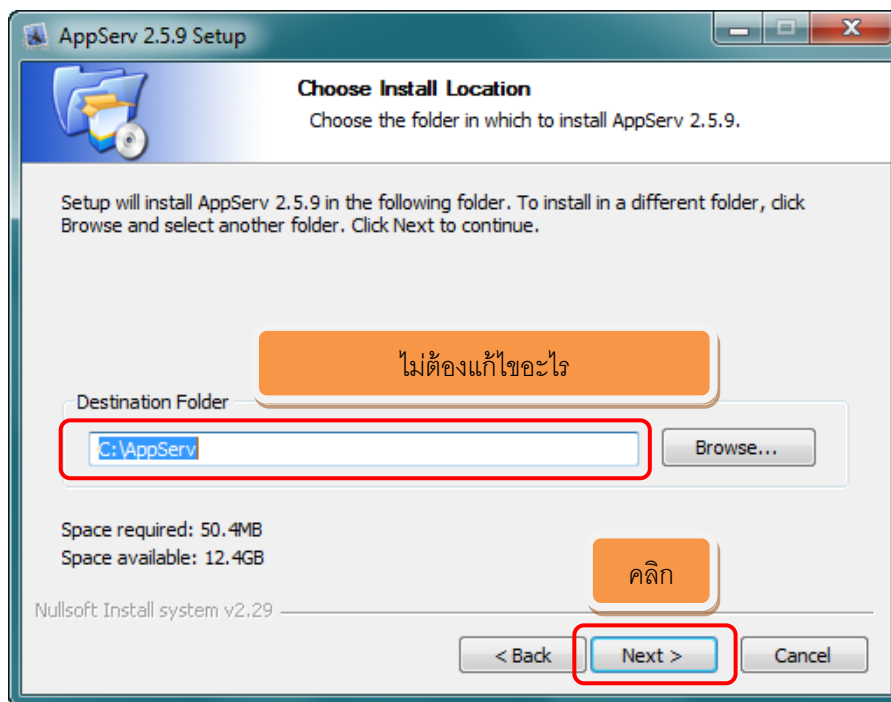 AppServ 2.5.9 Setup
Choose Install Location
Choose the folder in which to install AppServ 2.5.9.
Setup will install AppServ 2.5.9 in the following folder. To install in a different folder, click
Browse and select another folder. Click Next to continue.
ไม่ต้องแก้ไขอะไร
Destination Folder
C:\AppServ
Browse...
Space required: 50.4MB
Space available: 12.4GB
คลิก
Nullsoft Install system v2.29
< Back
Next >
Cancel